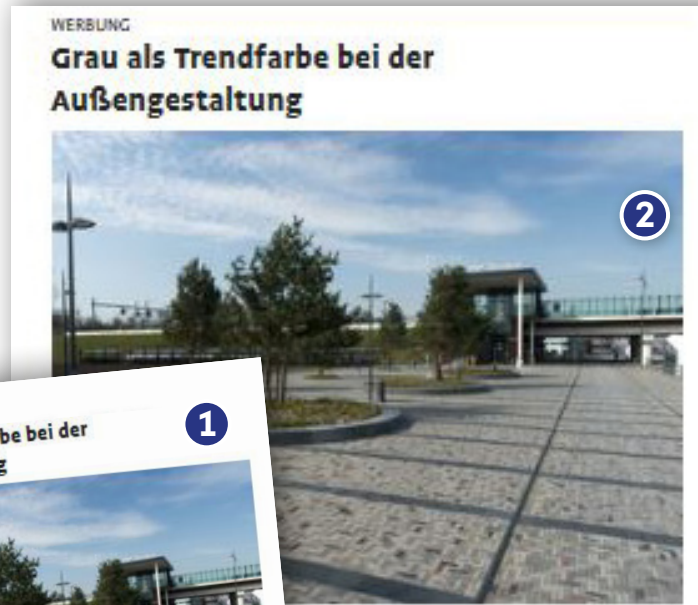 WERBUNG
Grau als Trendfarbe bei der
Außengestaltung
2
be bei der
1
g